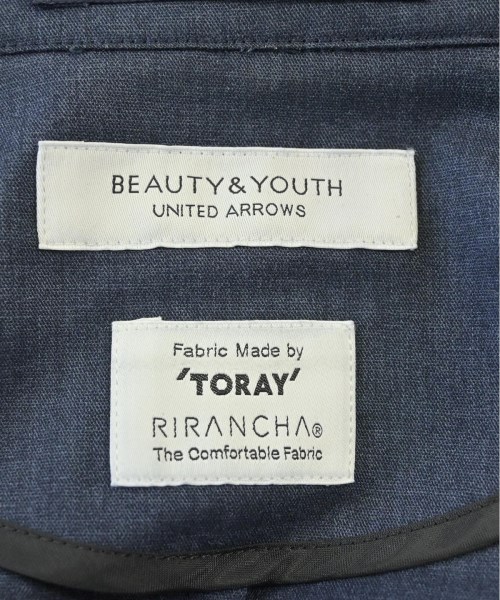 BEAUTY&YOUTH
UNITED ARROWS
Fabric Made by
'TORAY'
RIRANCHA®
The Comfortable Fabric